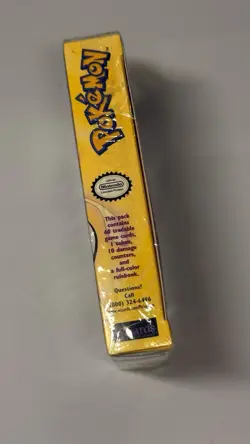 POKéMON
Nintendo
This pack
contains
60 tradable
game cards,
1 token,
10 damage
counters,
and
a full-color
rulebook.
Questions?
Call
(800) 324-6496